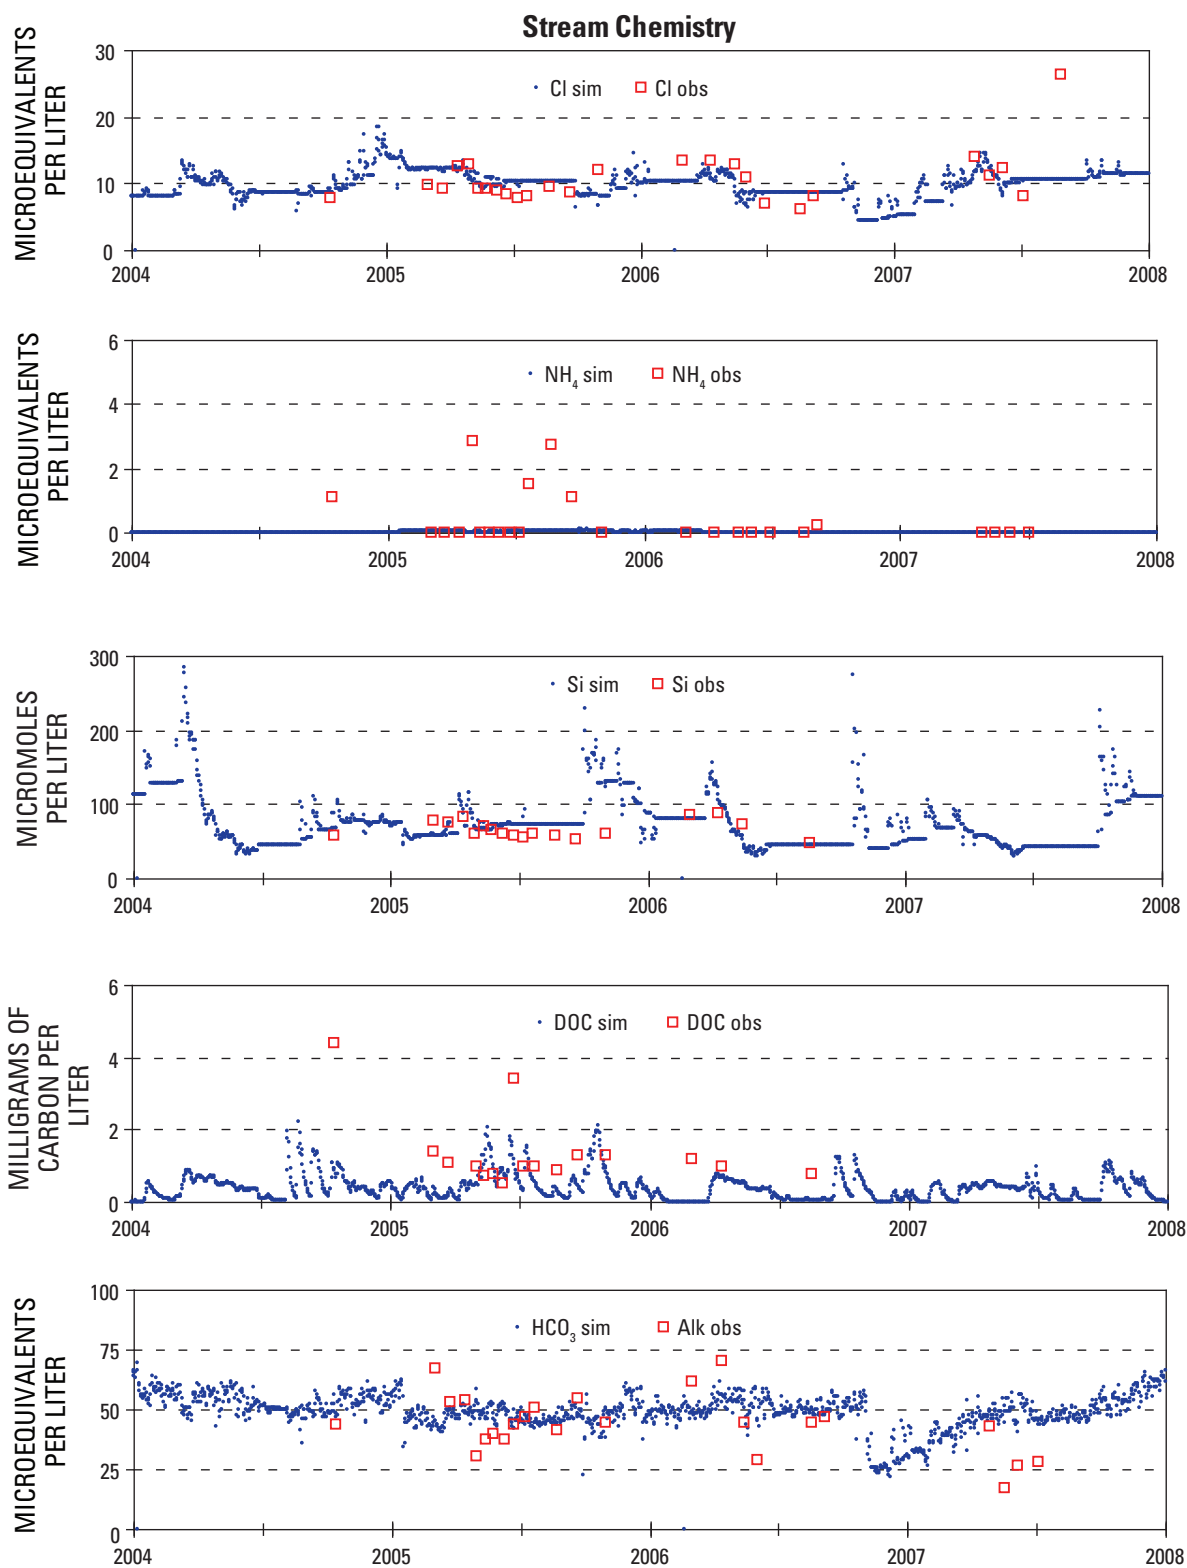 Stream Chemistry
MICROEQUIVALENTS
PER LITER
30
20
10
0
Cl sim
Cl obs
2004
2005
2006
2007
2008
MICROEQUIVALENTS
PER LITER
6
4
2
0
NH₄ sim
NH₄ obs
2004
2005
2006
2007
2008
MICROMOLES
PER LITER
300
200
100
0
Si sim
Si obs
2004
2005
2006
2007
2008
MILLIGRAMS OF
CARBON PER
LITER
6
4
2
0
DOC sim
DOC obs
2004
2005
2006
2007
2008
MICROEQUIVALENTS
PER LITER
100
75
50
25
0
HCO₃ sim
Alk obs
2004
2005
2006
2007
2008